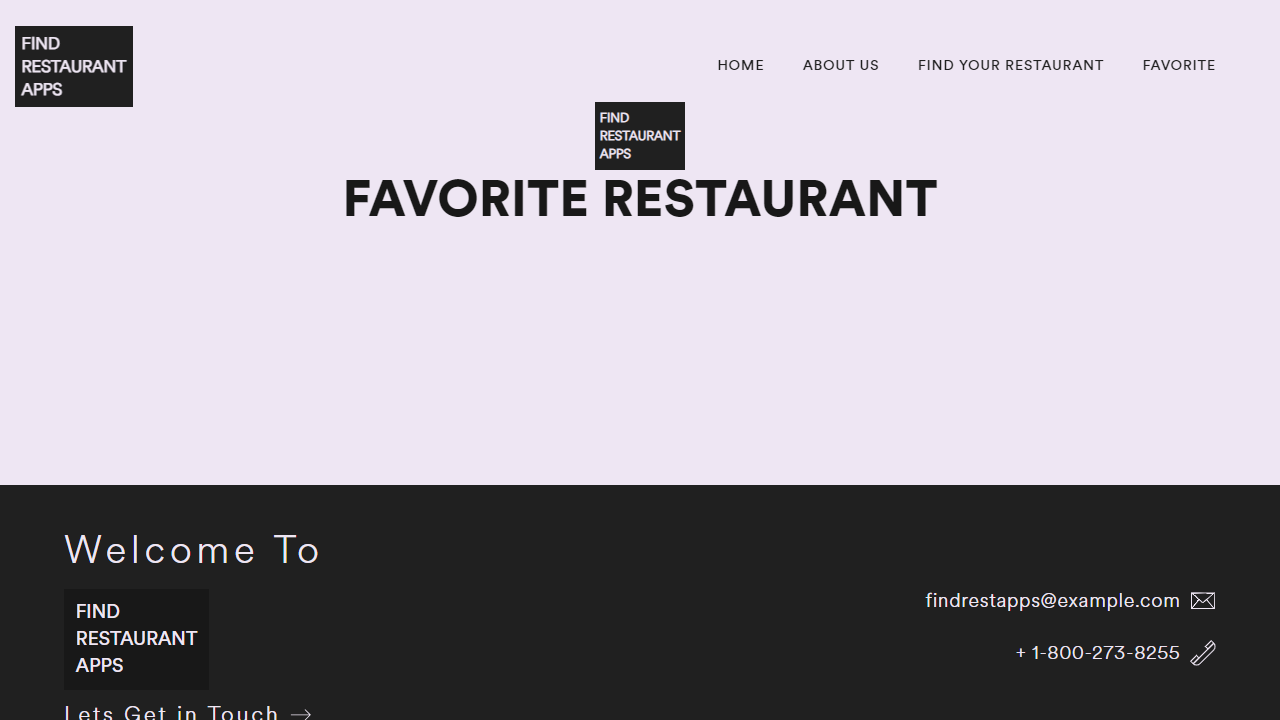 FIND
RESTAURANT
APPS
HOME ABOUT US FIND YOUR RESTAURANT FAVORITE
FIND
RESTAURANT
APPS
FAVORITE RESTAURANT
Welcome To
FIND
RESTAURANT
APPS
Lets Get in Touch →
findrestapps@example.com
+ 1-800-273-8255